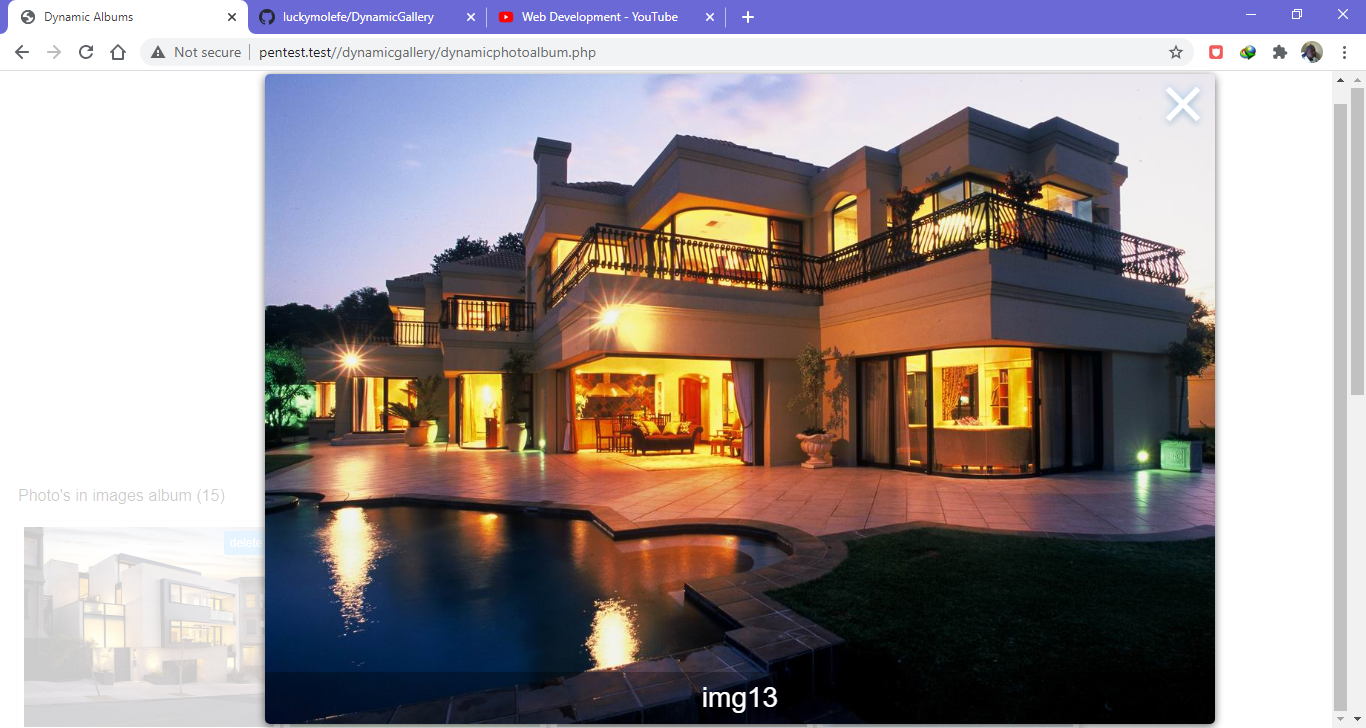 Dynamic Albums
luckymolefe/DynamicGallery
Web Development - YouTube
Not secure
pentest.test//dynamicgallery/dynamicphotoalbum.php
Photo's in images album (15)
delete
img13